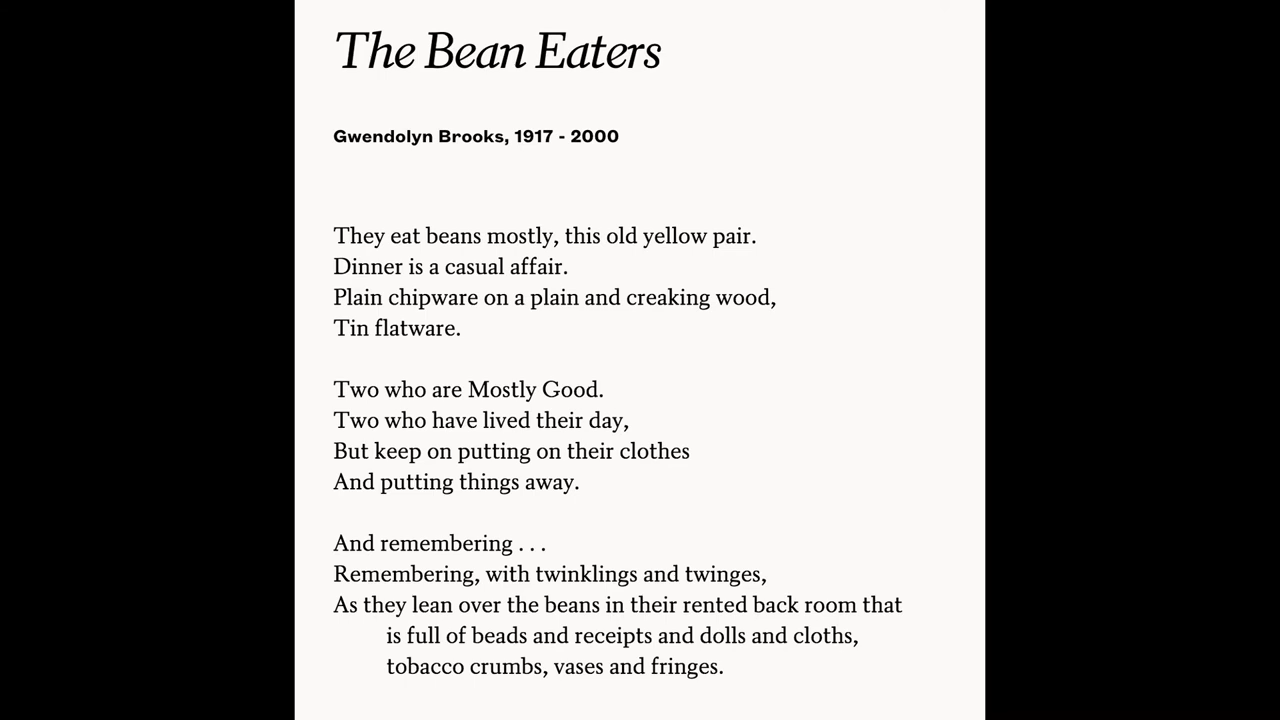 The Bean Eaters
Gwendolyn Brooks, 1917 - 2000
They eat beans mostly, this old yellow pair.
Dinner is a casual affair.
Plain chipware on a plain and creaking wood,
Tin flatware.
Two who are Mostly Good.
Two who have lived their day,
But keep on putting on their clothes
And putting things away.
And remembering . . .
Remembering, with twinklings and twinges,
As they lean over the beans in their rented back room that
is full of beads and receipts and dolls and cloths,
tobacco crumbs, vases and fringes.